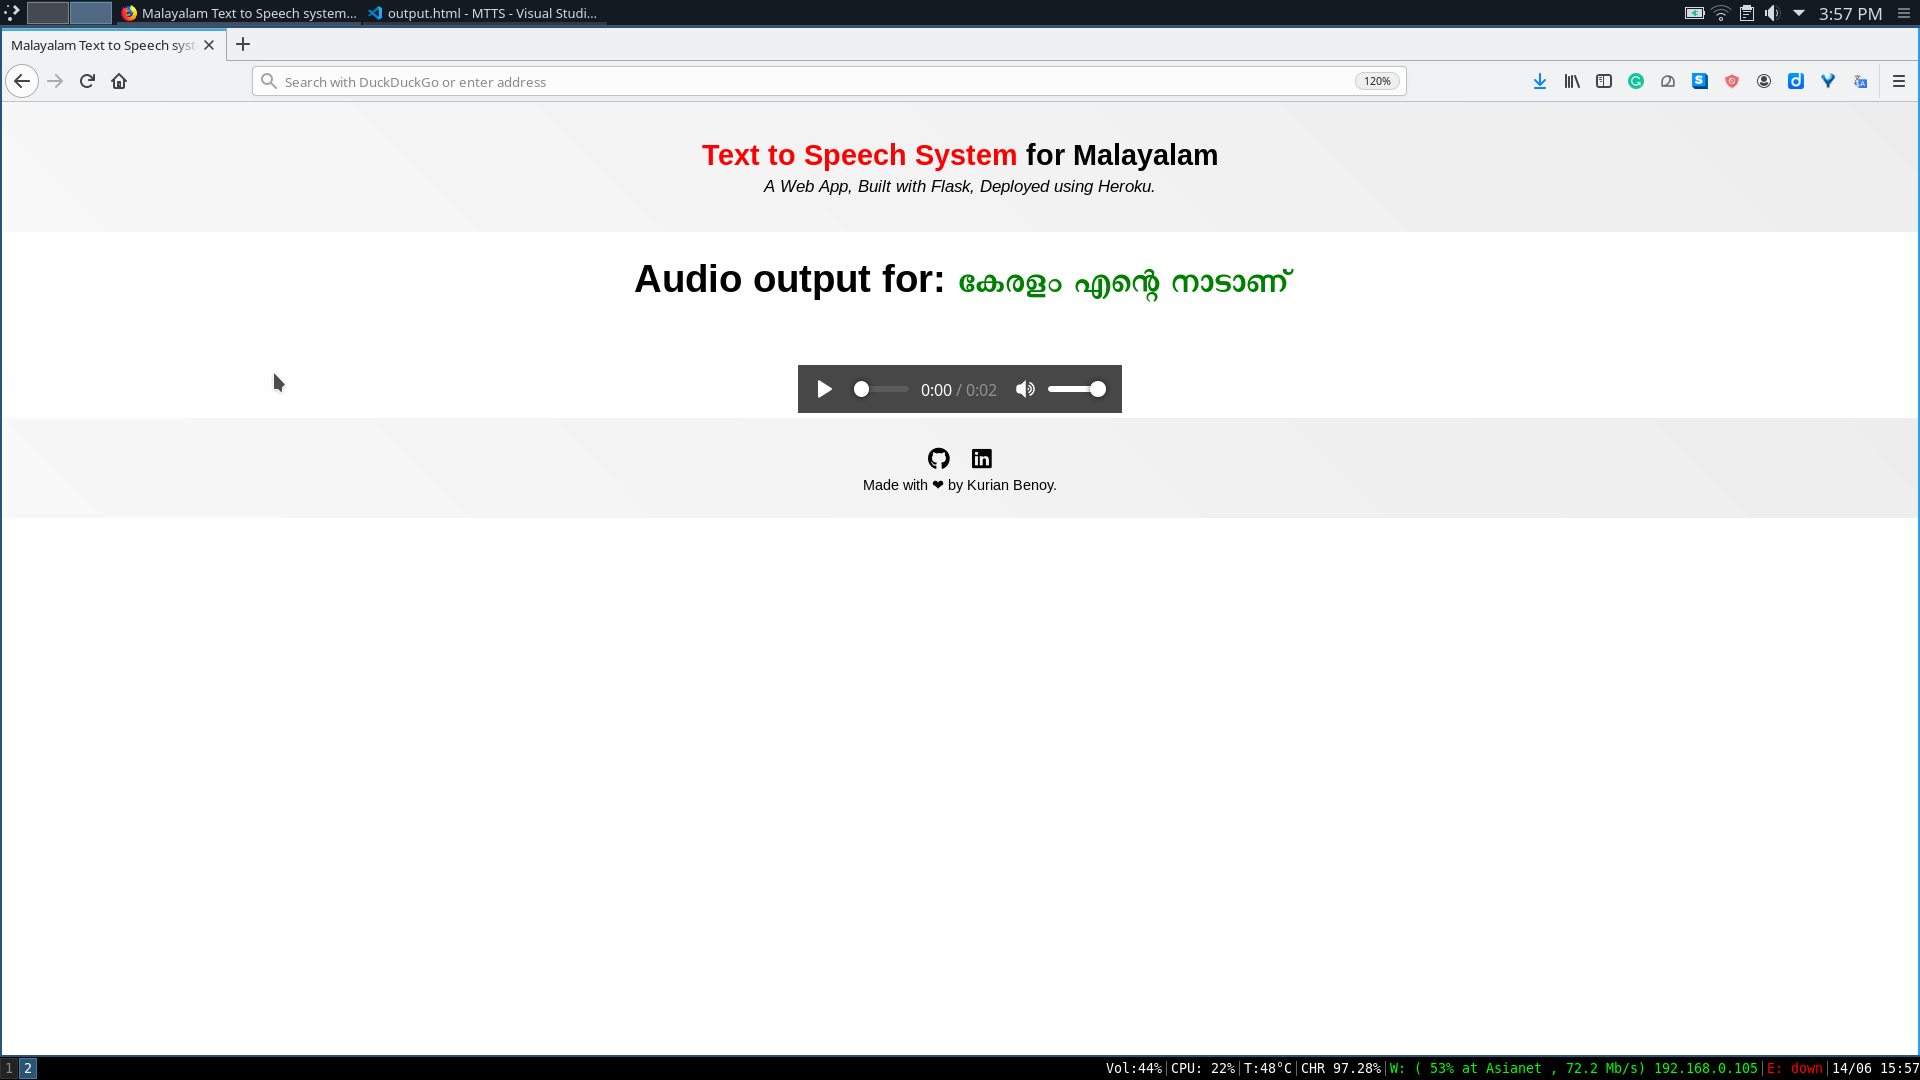 Malayalam Text to Speech system...
output.html - MTTS - Visual Studi...
3:57 PM
Malayalam Text to Speech syst
Search with DuckDuckGo or enter address
120%
Text to Speech System for Malayalam
A Web App, Built with Flask, Deployed using Heroku.
Audio output for: കേരളം എന്റെ നാടാണ്
0:00 / 0:02
Made with ❤ by Kurian Benoy.
1 2
Vol:44% CPU: 22% T:48°C CHR 97.28% W: ( 53% at Asianet , 72.2 Mb/s) 192.168.0.105 E: down 14/06 15:57